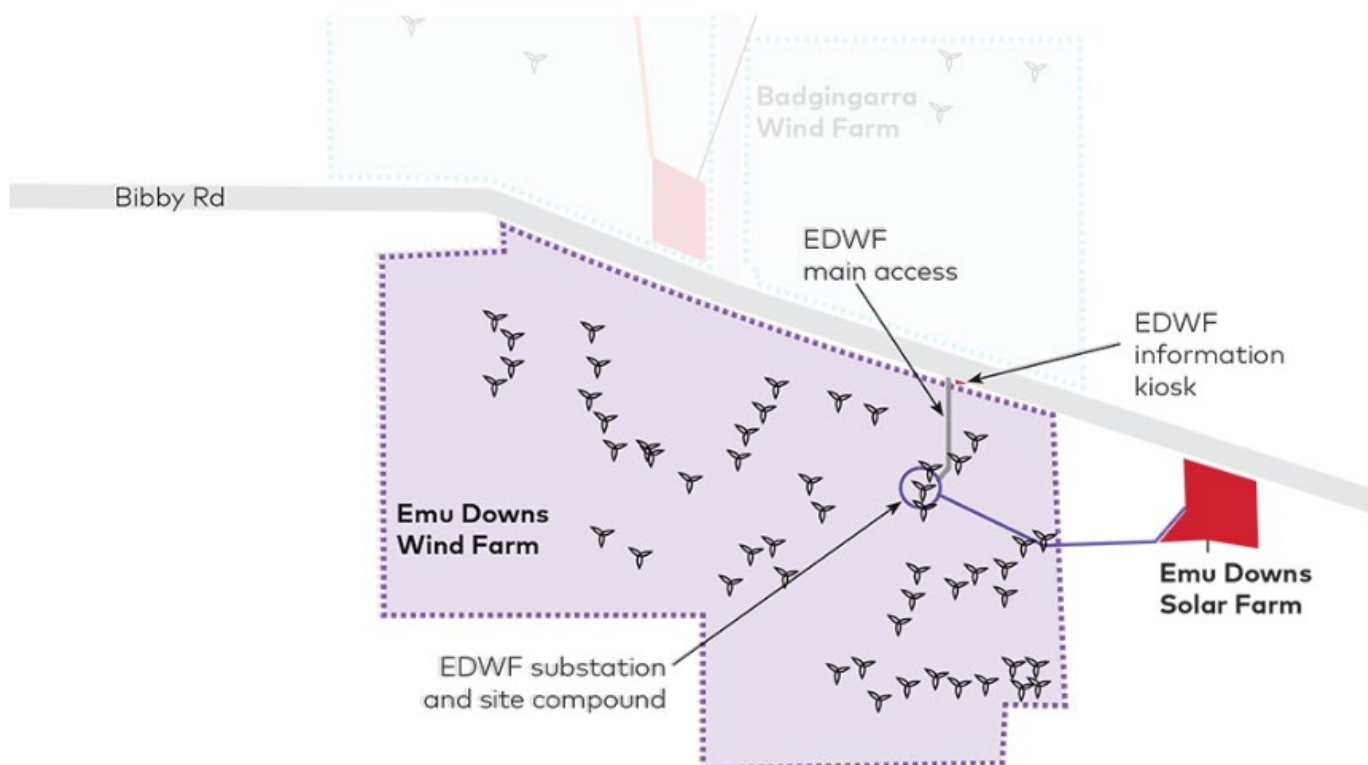 Badgingarra
Wind Farm
Bibby Rd
EDWF
main access
EDWF
information
kiosk
Emu Downs
Wind Farm
Emu Downs
Solar Farm
EDWF substation
and site compound